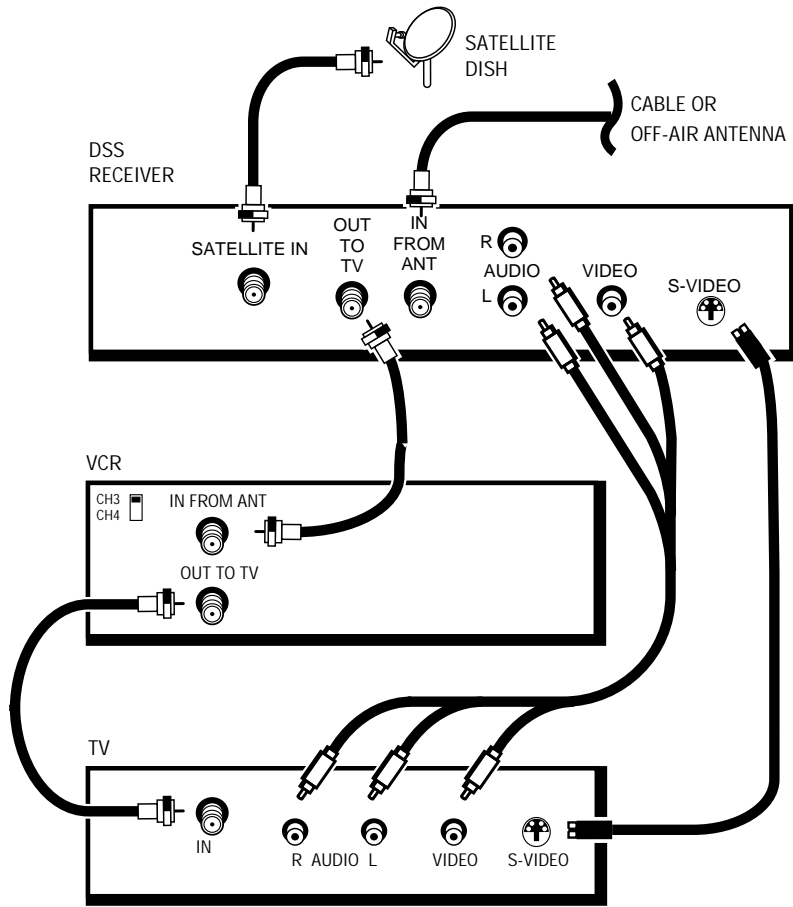 SATELLITE
DISH
CABLE OR
OFF-AIR ANTENNA
DSS
RECEIVER
SATELLITE IN
OUT
TO
TV
IN
FROM
ANT
R
AUDIO
L
VIDEO
S-VIDEO
VCR
CH3
CH4
IN FROM ANT
OUT TO TV
TV
IN
R AUDIO L
VIDEO
S-VIDEO